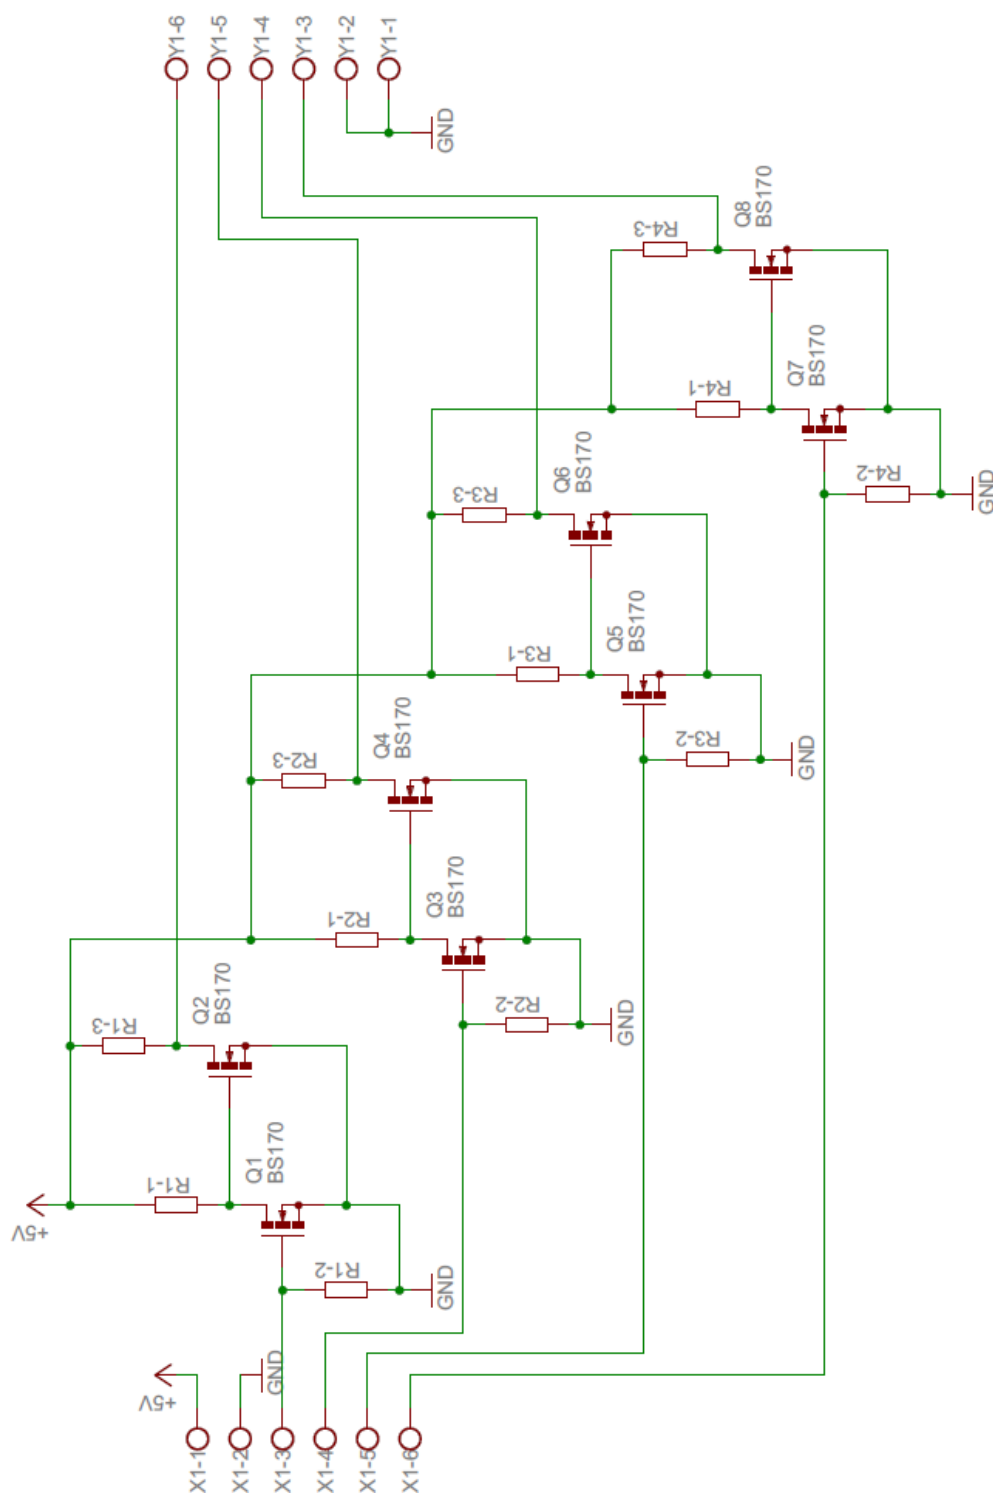 Y1-6
Y1-5
Y1-4
Y1-3
Y1-2
Y1-1
GND
Q8
BS170
R4-3
Q7
BS170
R4-1
R4-2
GND
Q6
BS170
R3-3
Q5
BS170
R3-1
R3-2
GND
Q4
BS170
R2-3
Q3
BS170
R2-1
R2-2
GND
Q2
BS170
R1-3
Q1
BS170
R1-1
+5V
R1-2
GND
+5V
GND
X1-1
X1-2
X1-3
X1-4
X1-5
X1-6